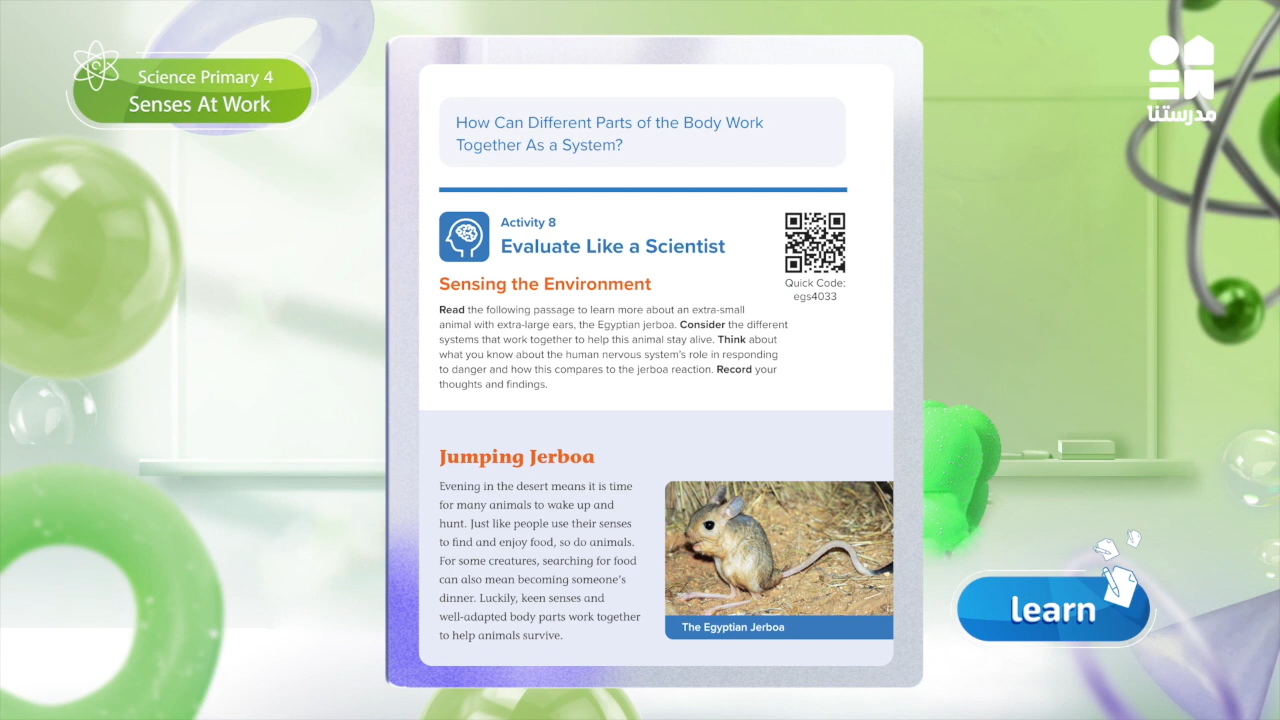 Science Primary 4
Senses At Work
مدرستنا
How Can Different Parts of the Body Work
Together As a System?
Activity 8
Evaluate Like a Scientist
Quick Code:
egs4033
Sensing the Environment
Read the following passage to learn more about an extra-small
animal with extra-large ears, the Egyptian jerboa. Consider the different
systems that work together to help this animal stay alive. Think about
what you know about the human nervous system's role in responding
to danger and how this compares to the jerboa reaction. Record your
thoughts and findings.
Jumping Jerboa
Evening in the desert means it is time
for many animals to wake up and
hunt. Just like people use their senses
to find and enjoy food, so do animals.
For some creatures, searching for food
can also mean becoming someone's
dinner. Luckily, keen senses and
well-adapted body parts work together
to help animals survive.
The Egyptian Jerboa
learn